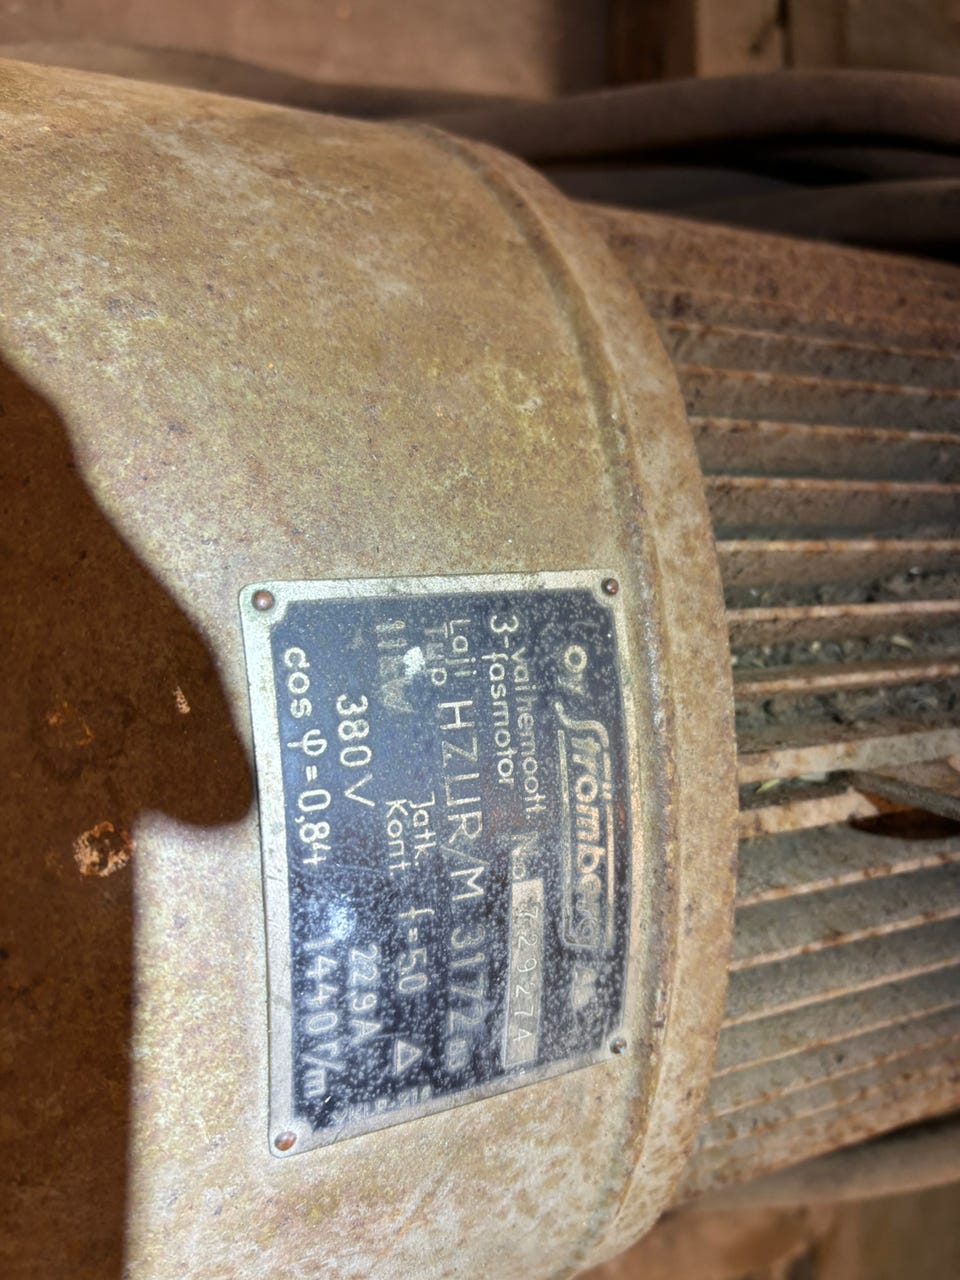 Oy Strömberg Ab
3-vaihemoott. No 72927A
3-fasmotor
Laji HZUR/M 3172
Typ
Jatk. f=50 △
Kont
380V 22.9A
cos φ=0,84 1440 r/m